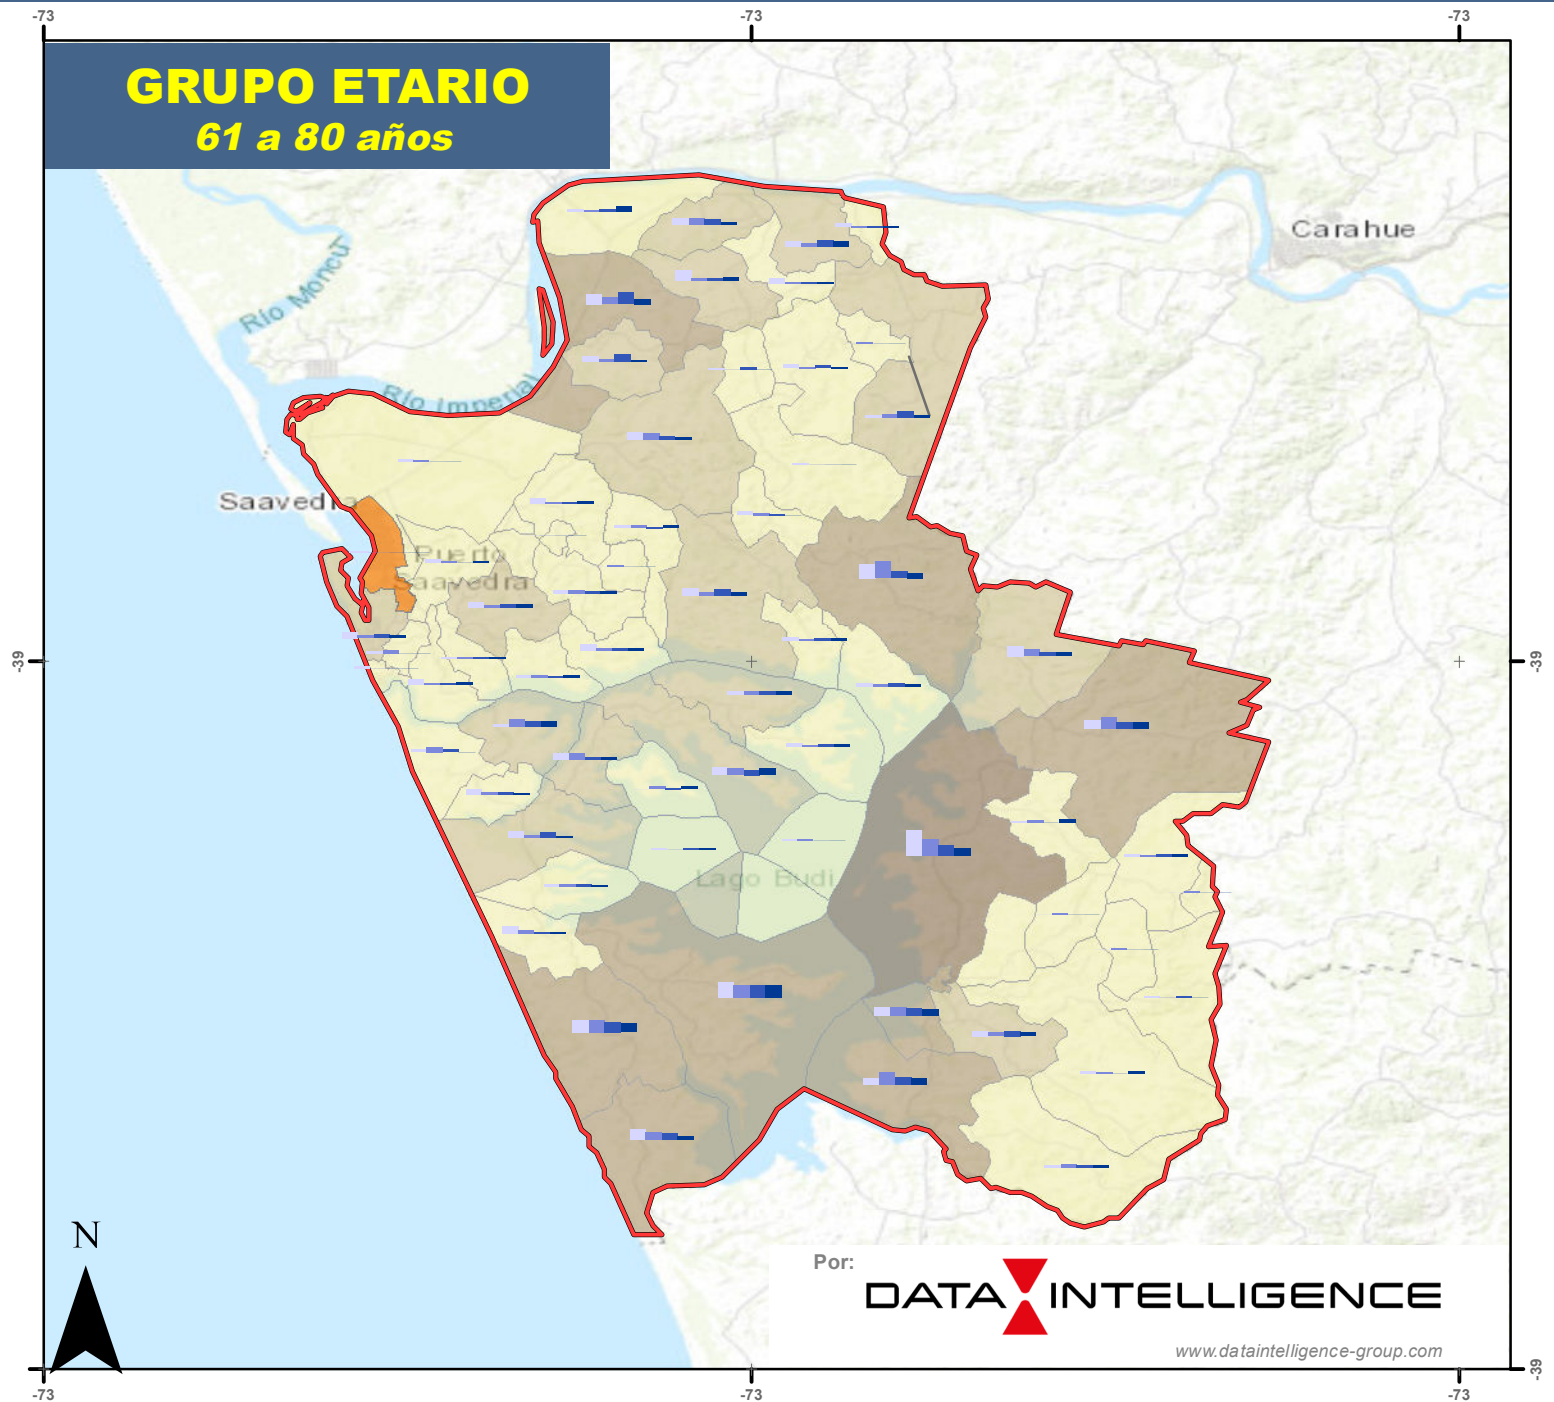 -73
-73
-73
GRUPO ETARIO
61 a 80 años
Carahue
Río Moncul
Río Imperial
Saavedra
Puerto
Saavedra
-39
-39
Lago Budi
N
Por:
DATA INTELLIGENCE
www.dataintelligence-group.com
-39
-73
-73
-73